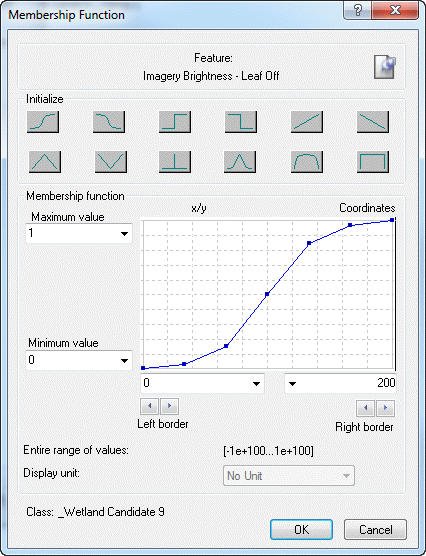 Membership Function
Feature:
Imagery Brightness - Leaf Off
Initialize
Membership function
Maximum value
x/y
Coordinates
1
Minimum value
0
0
200
Left border
Right border
Entire range of values:
[-1e+100...1e+100]
Display unit:
No Unit
Class: _Wetland Candidate 9
OK
Cancel